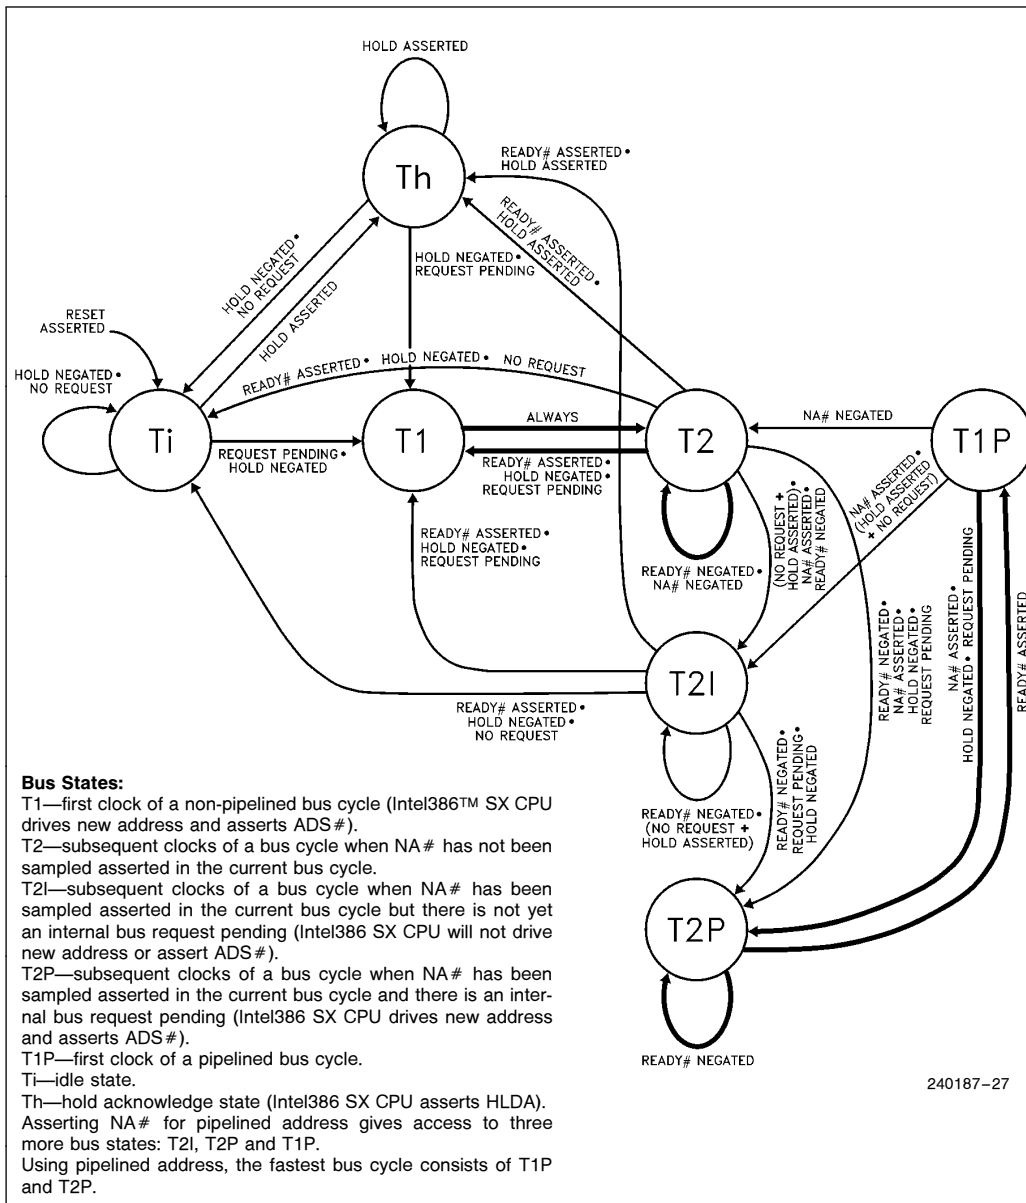 HOLD ASSERTED
Th
READY# ASSERTED•
HOLD ASSERTED
READY# ASSERTED•
HOLD ASSERTED
HOLD NEGATED•
REQUEST PENDING
HOLD NEGATED•
NO REQUEST
HOLD ASSERTED
RESET
ASSERTED
HOLD NEGATED•
NO REQUEST
READY# ASSERTED• HOLD NEGATED• NO REQUEST
Ti
REQUEST PENDING•
HOLD NEGATED
T1
ALWAYS
READY# ASSERTED•
HOLD NEGATED•
REQUEST PENDING
T2
NA# NEGATED
T1P
READY# NEGATED•
NA# NEGATED
(NO REQUEST +
HOLD ASSERTED)•
NA# ASSERTED•
READY# NEGATED
NA# ASSERTED•
(HOLD ASSERTED
+ NO REQUEST)
READY# ASSERTED•
HOLD NEGATED•
REQUEST PENDING
READY# NEGATED•
NA# ASSERTED•
HOLD NEGATED•
REQUEST PENDING
NA# ASSERTED•
HOLD NEGATED• REQUEST PENDING
READY# ASSERTED
T2I
READY# ASSERTED•
HOLD NEGATED•
NO REQUEST
READY# NEGATED•
(NO REQUEST +
HOLD ASSERTED)
READY# NEGATED•
REQUEST PENDING•
HOLD NEGATED
T2P
READY# NEGATED
Bus States:
T1—first clock of a non-pipelined bus cycle (Intel386™ SX CPU
drives new address and asserts ADS#).
T2—subsequent clocks of a bus cycle when NA# has not been
sampled asserted in the current bus cycle.
T2I—subsequent clocks of a bus cycle when NA# has been
sampled asserted in the current bus cycle but there is not yet
an internal bus request pending (Intel386 SX CPU will not drive
new address or assert ADS#).
T2P—subsequent clocks of a bus cycle when NA# has been
sampled asserted in the current bus cycle and there is an inter-
nal bus request pending (Intel386 SX CPU drives new address
and asserts ADS#).
T1P—first clock of a pipelined bus cycle.
Ti—idle state.
Th—hold acknowledge state (Intel386 SX CPU asserts HLDA).
Asserting NA# for pipelined address gives access to three
more bus states: T2I, T2P and T1P.
Using pipelined address, the fastest bus cycle consists of T1P
and T2P.
240187–27